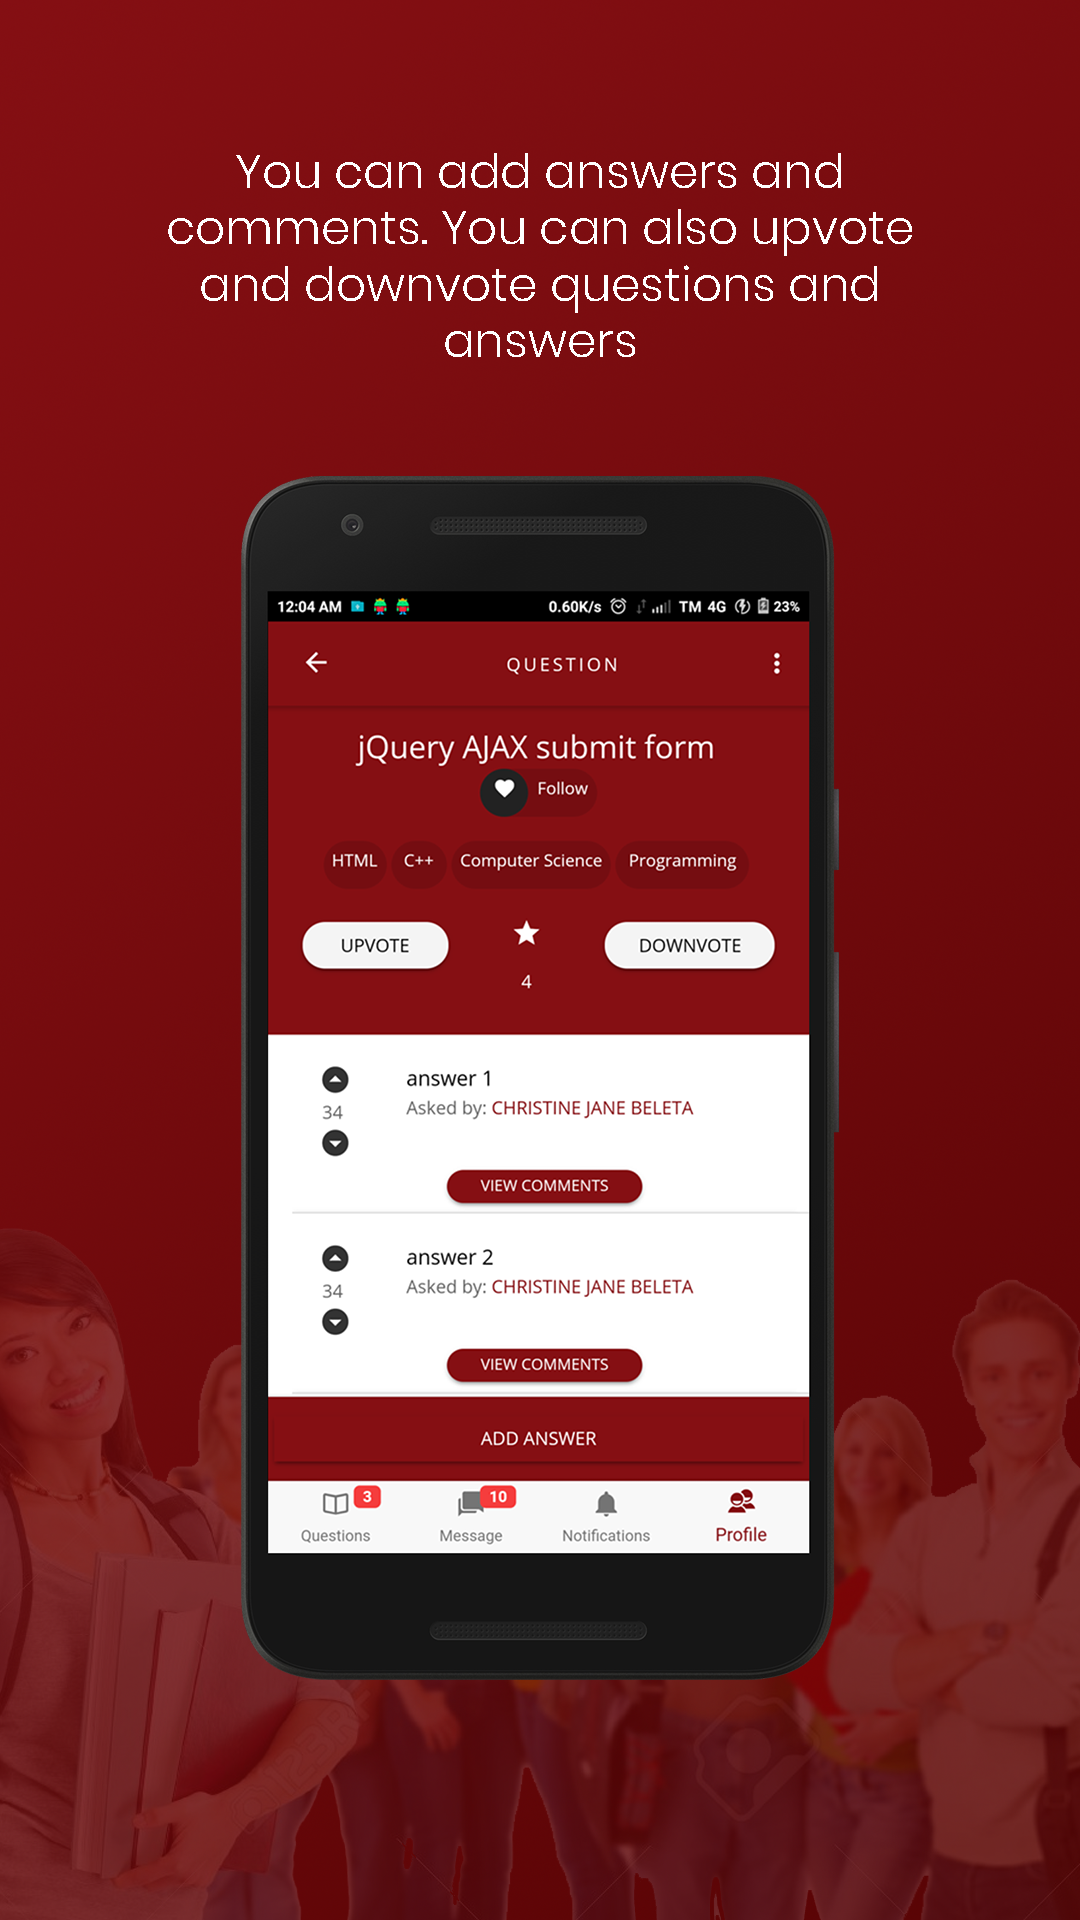 You can add answers and
comments. You can also upvote
and downvote questions and
answers
12:04 AM 0.60K/s TM 4G 23%
QUESTION
jQuery AJAX submit form
Follow
HTML C++ Computer Science Programming
UPVOTE DOWNVOTE
4
answer 1
34 Asked by: CHRISTINE JANE BELETA
VIEW COMMENTS
answer 2
34 Asked by: CHRISTINE JANE BELETA
VIEW COMMENTS
ADD ANSWER
3 10
Questions Message Notifications Profile